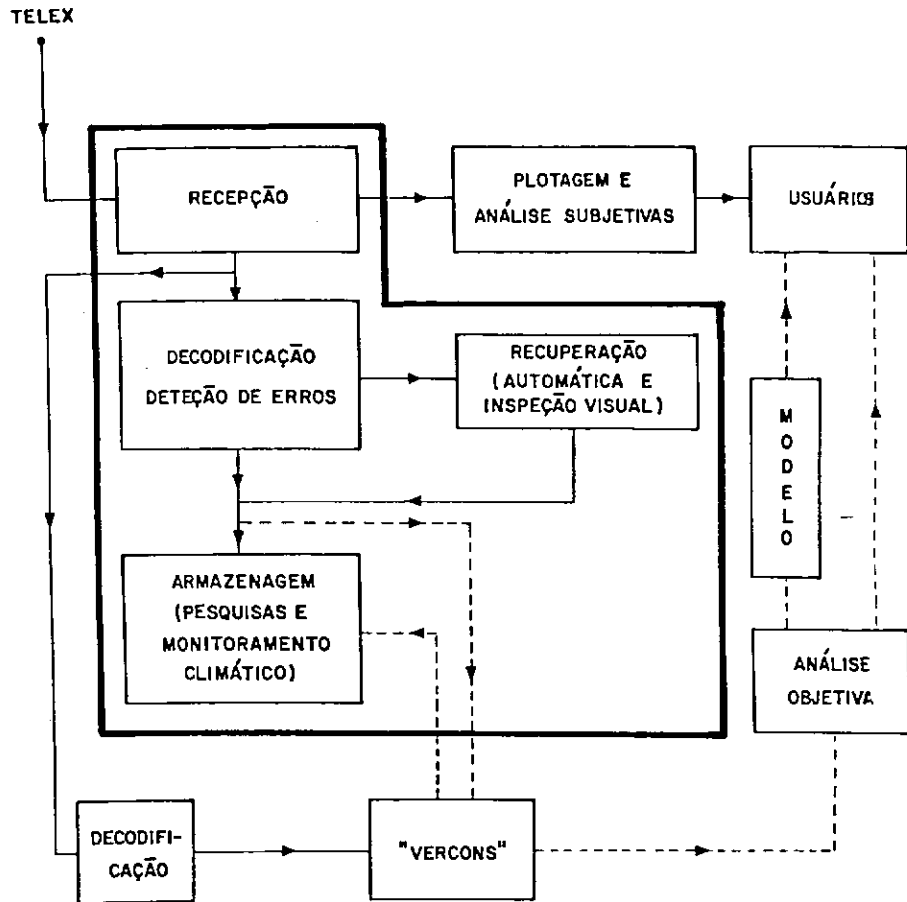 TELEX
RECEPÇÃO
PLOTAGEM E
ANÁLISE SUBJETIVAS
USUÁRIOS
DECODIFICAÇÃO
DETEÇÃO DE ERROS
RECUPERAÇÃO
(AUTOMÁTICA E
INSPEÇÃO VISUAL)
MODELO
ARMAZENAGEM
(PESQUISAS E
MONITORAMENTO
CLIMÁTICO)
ANÁLISE
OBJETIVA
DECODIFI-
CAÇÃO
"VERCONS"